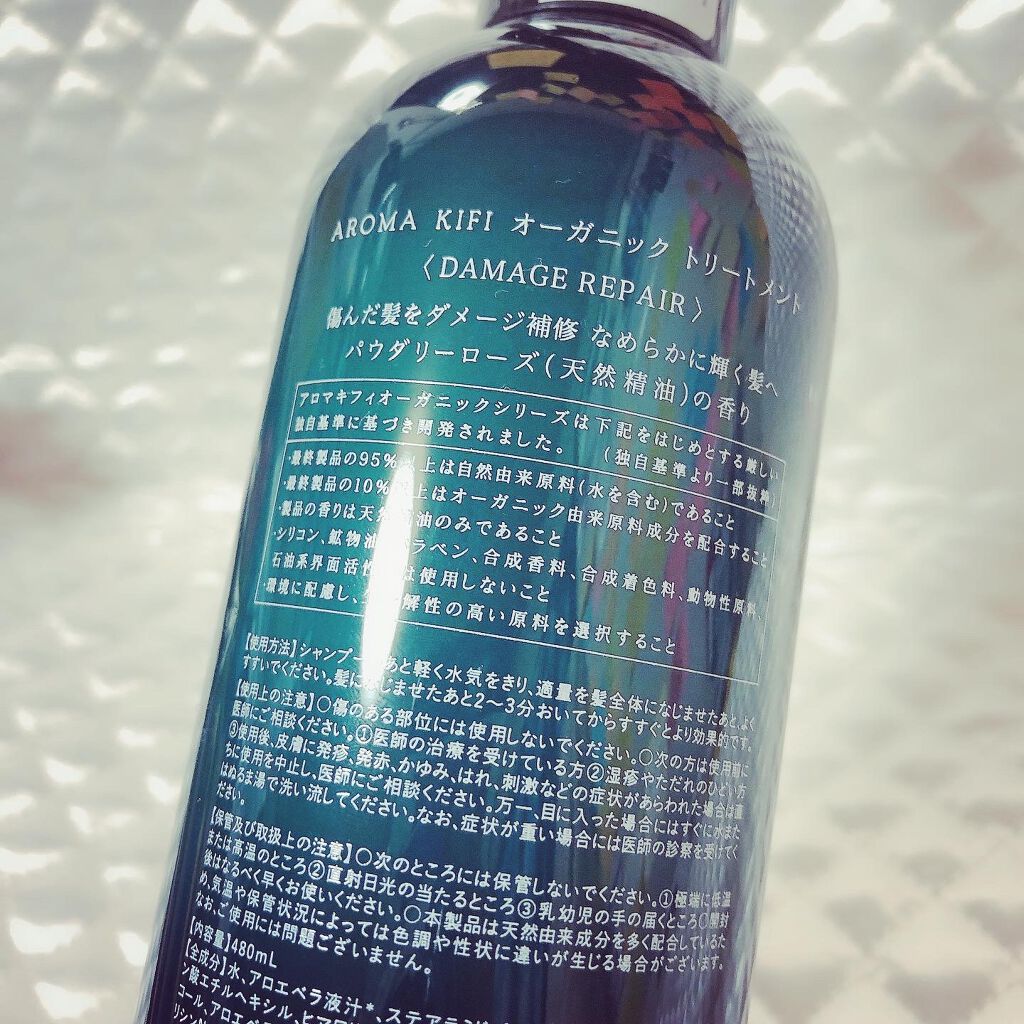 AROMA KIFI オーガニック トリートメント
〈DAMAGE REPAIR〉
傷んだ髪をダメージ補修 なめらかに輝く髪へ
パウダリーローズ(天然精油)の香り
アロマキフィオーガニックシリーズは下記をはじめとする厳しい
独自基準に基づき開発されました。 (独自基準より一部抜粋)
・最終製品の95%以上は自然由来原料(水を含む)であること
・最終製品の10%以上はオーガニック由来原料成分を配合すること
・製品の香りは天然精油のみであること
・シリコン、鉱物油、パラベン、合成香料、合成着色料、動物性原料、
石油系界面活性は使用しないこと
・環境に配慮し、解性の高い原料を選択すること
【使用方法】シャンプーのあと軽く水気をきり、適量を髪全体になじませたあと、よく
すすいでください。髪になじませたあと2〜3分おいてからすすぐとより効果的です。
【使用上の注意】○傷のある部位には使用しないでください。○次の方は使用前に
医師にご相談ください。①医師の治療を受けている方②湿疹やただれのひどい方
③使用後、皮膚に発疹、発赤、かゆみ、はれ、刺激などの症状があらわれた場合は直
ちに使用を中止し、医師にご相談ください。万一、目に入った場合にはすぐに水また
はぬるま湯で洗い流してください。なお、症状が重い場合には医師の診察を受けてく
ださい。
【保管及び取扱上の注意】○次のところには保管しないでください。①極端に低温
または高温のところ②直射日光の当たるところ③乳幼児の手の届くところ○開封
後はなるべく早くお使いください。○本製品は天然由来成分を多く配合しているた
め、気温や保管状況によっては色調や性状に違いが生じる場合がございます。
なお、ご使用には問題ございません。
【内容量】480mL
【全成分】水、アロエベラ液汁*、ステアラミド
ン酸エチルヘキシル、ヒマワリ
コール、アロエベラ
リシン